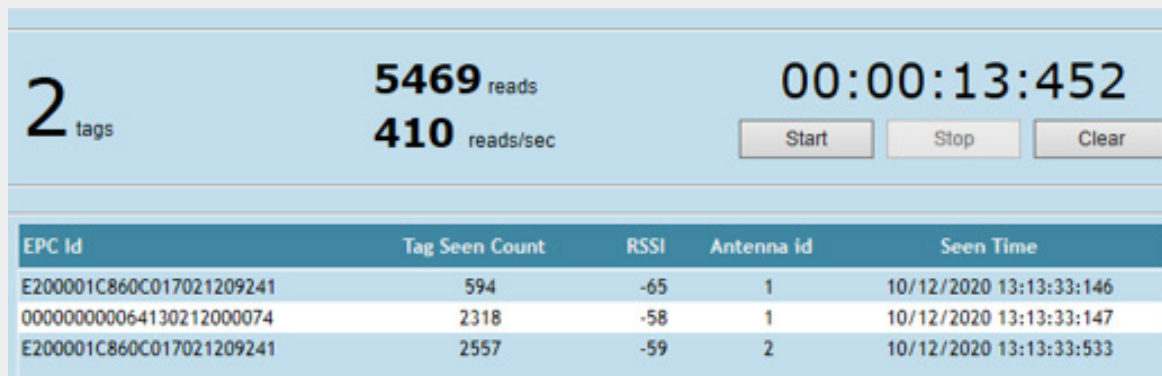 2 tags
5469 reads
410 reads/sec
00:00:13:452
Start Stop Clear
EPC Id Tag Seen Count RSSI Antenna id Seen Time
E200001C860C017021209241 594 -65 1 10/12/2020 13:13:33:146
000000000064130212000074 2318 -58 1 10/12/2020 13:13:33:147
E200001C860C017021209241 2557 -59 2 10/12/2020 13:13:33:533